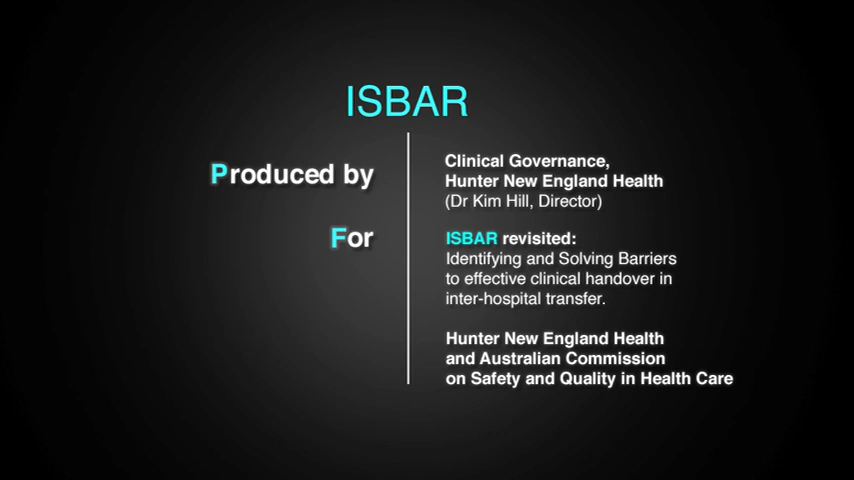 ISBAR
Produced by
Clinical Governance,
Hunter New England Health
(Dr Kim Hill, Director)
For
ISBAR revisited:
Identifying and Solving Barriers
to effective clinical handover in
inter-hospital transfer.
Hunter New England Health
and Australian Commission
on Safety and Quality in Health Care